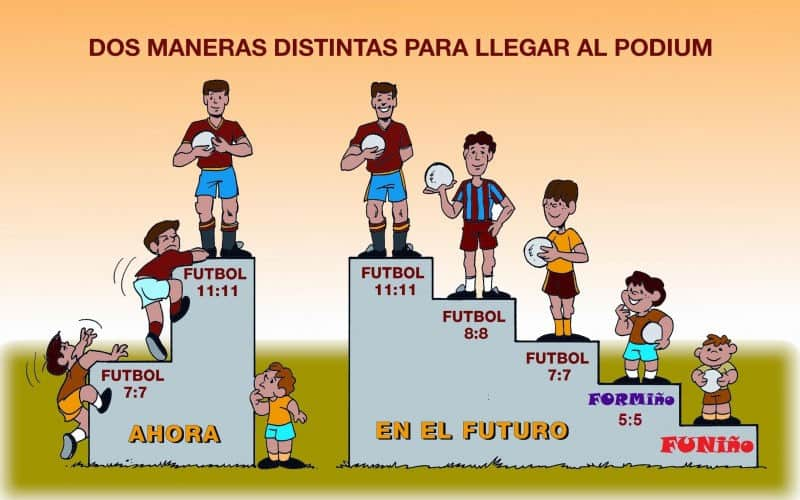 DOS MANERAS DISTINTAS PARA LLEGAR AL PODIUM
FUTBOL
11:11
FUTBOL
7:7
AHORA
FUTBOL
11:11
FUTBOL
8:8
FUTBOL
7:7
FORMiño
5:5
FUNiño
EN EL FUTURO